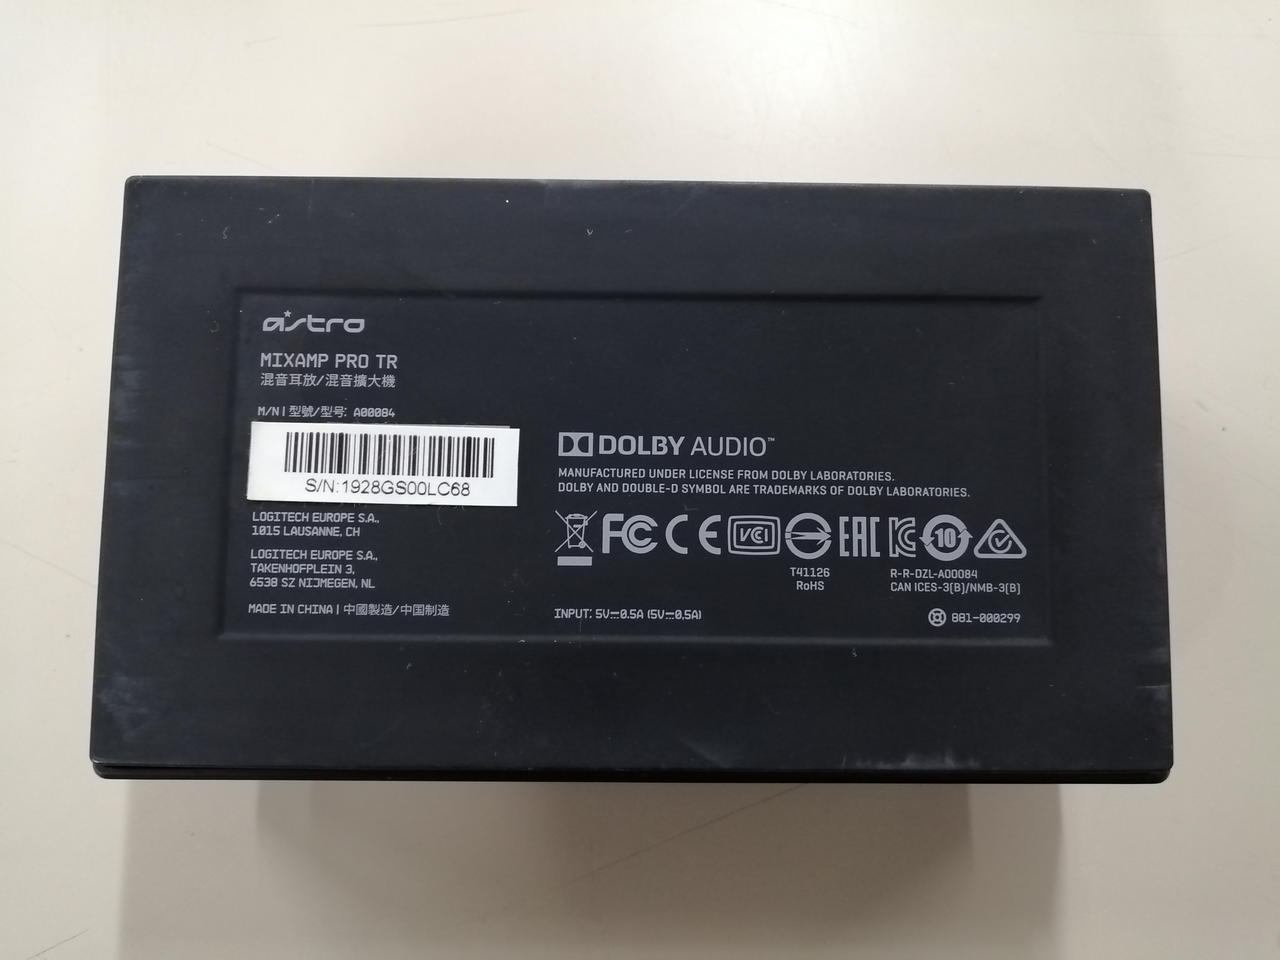 astro
MIXAMP PRO TR
混音耳放/混音擴大機
M/N | 型號/型号: A00084
S/N:1928GS00LC68
LOGITECH EUROPE S.A.,
1015 LAUSANNE, CH
LOGITECH EUROPE S.A.,
TAKENHOFPLEIN 3,
6538 SZ NIJMEGEN, NL
MADE IN CHINA | 中國製造/中国制造
DOLBY AUDIO™
MANUFACTURED UNDER LICENSE FROM DOLBY LABORATORIES.
DOLBY AND DOUBLE-D SYMBOL ARE TRADEMARKS OF DOLBY LABORATORIES.
FC CE VCI EAC KC 10
T41126
RoHS
R-R-DZL-A00084
CAN ICES-3(B)/NMB-3(B)
INPUT: 5V⎓0.5A (5V⎓0,5A)
881-000299